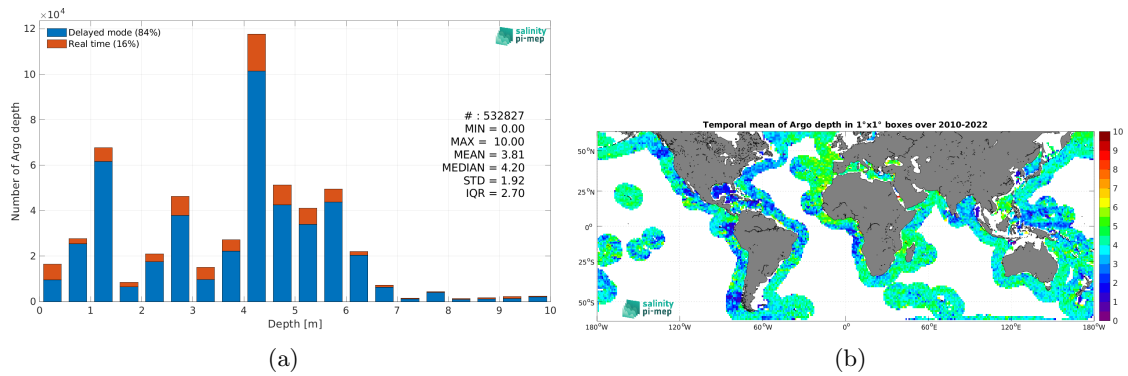 ×10⁴
12
10
8
6
4
2
0
Number of Argo depth
Delayed mode (84%)
Real time (16%)
salinity
pi-mep
# : 532827
MIN = 0.00
MAX = 10.00
MEAN = 3.81
MEDIAN = 4.20
STD = 1.92
IQR = 2.70
0 1 2 3 4 5 6 7 8 9 10
Depth [m]
(a)
Temporal mean of Argo depth in 1°x1° boxes over 2010-2022
50°N
25°N
0°
25°S
50°S
salinity
pi-mep
180°W 120°W 60°W 0° 60°E 120°E 180°W
10
9
8
7
6
5
4
3
2
1
0
(b)